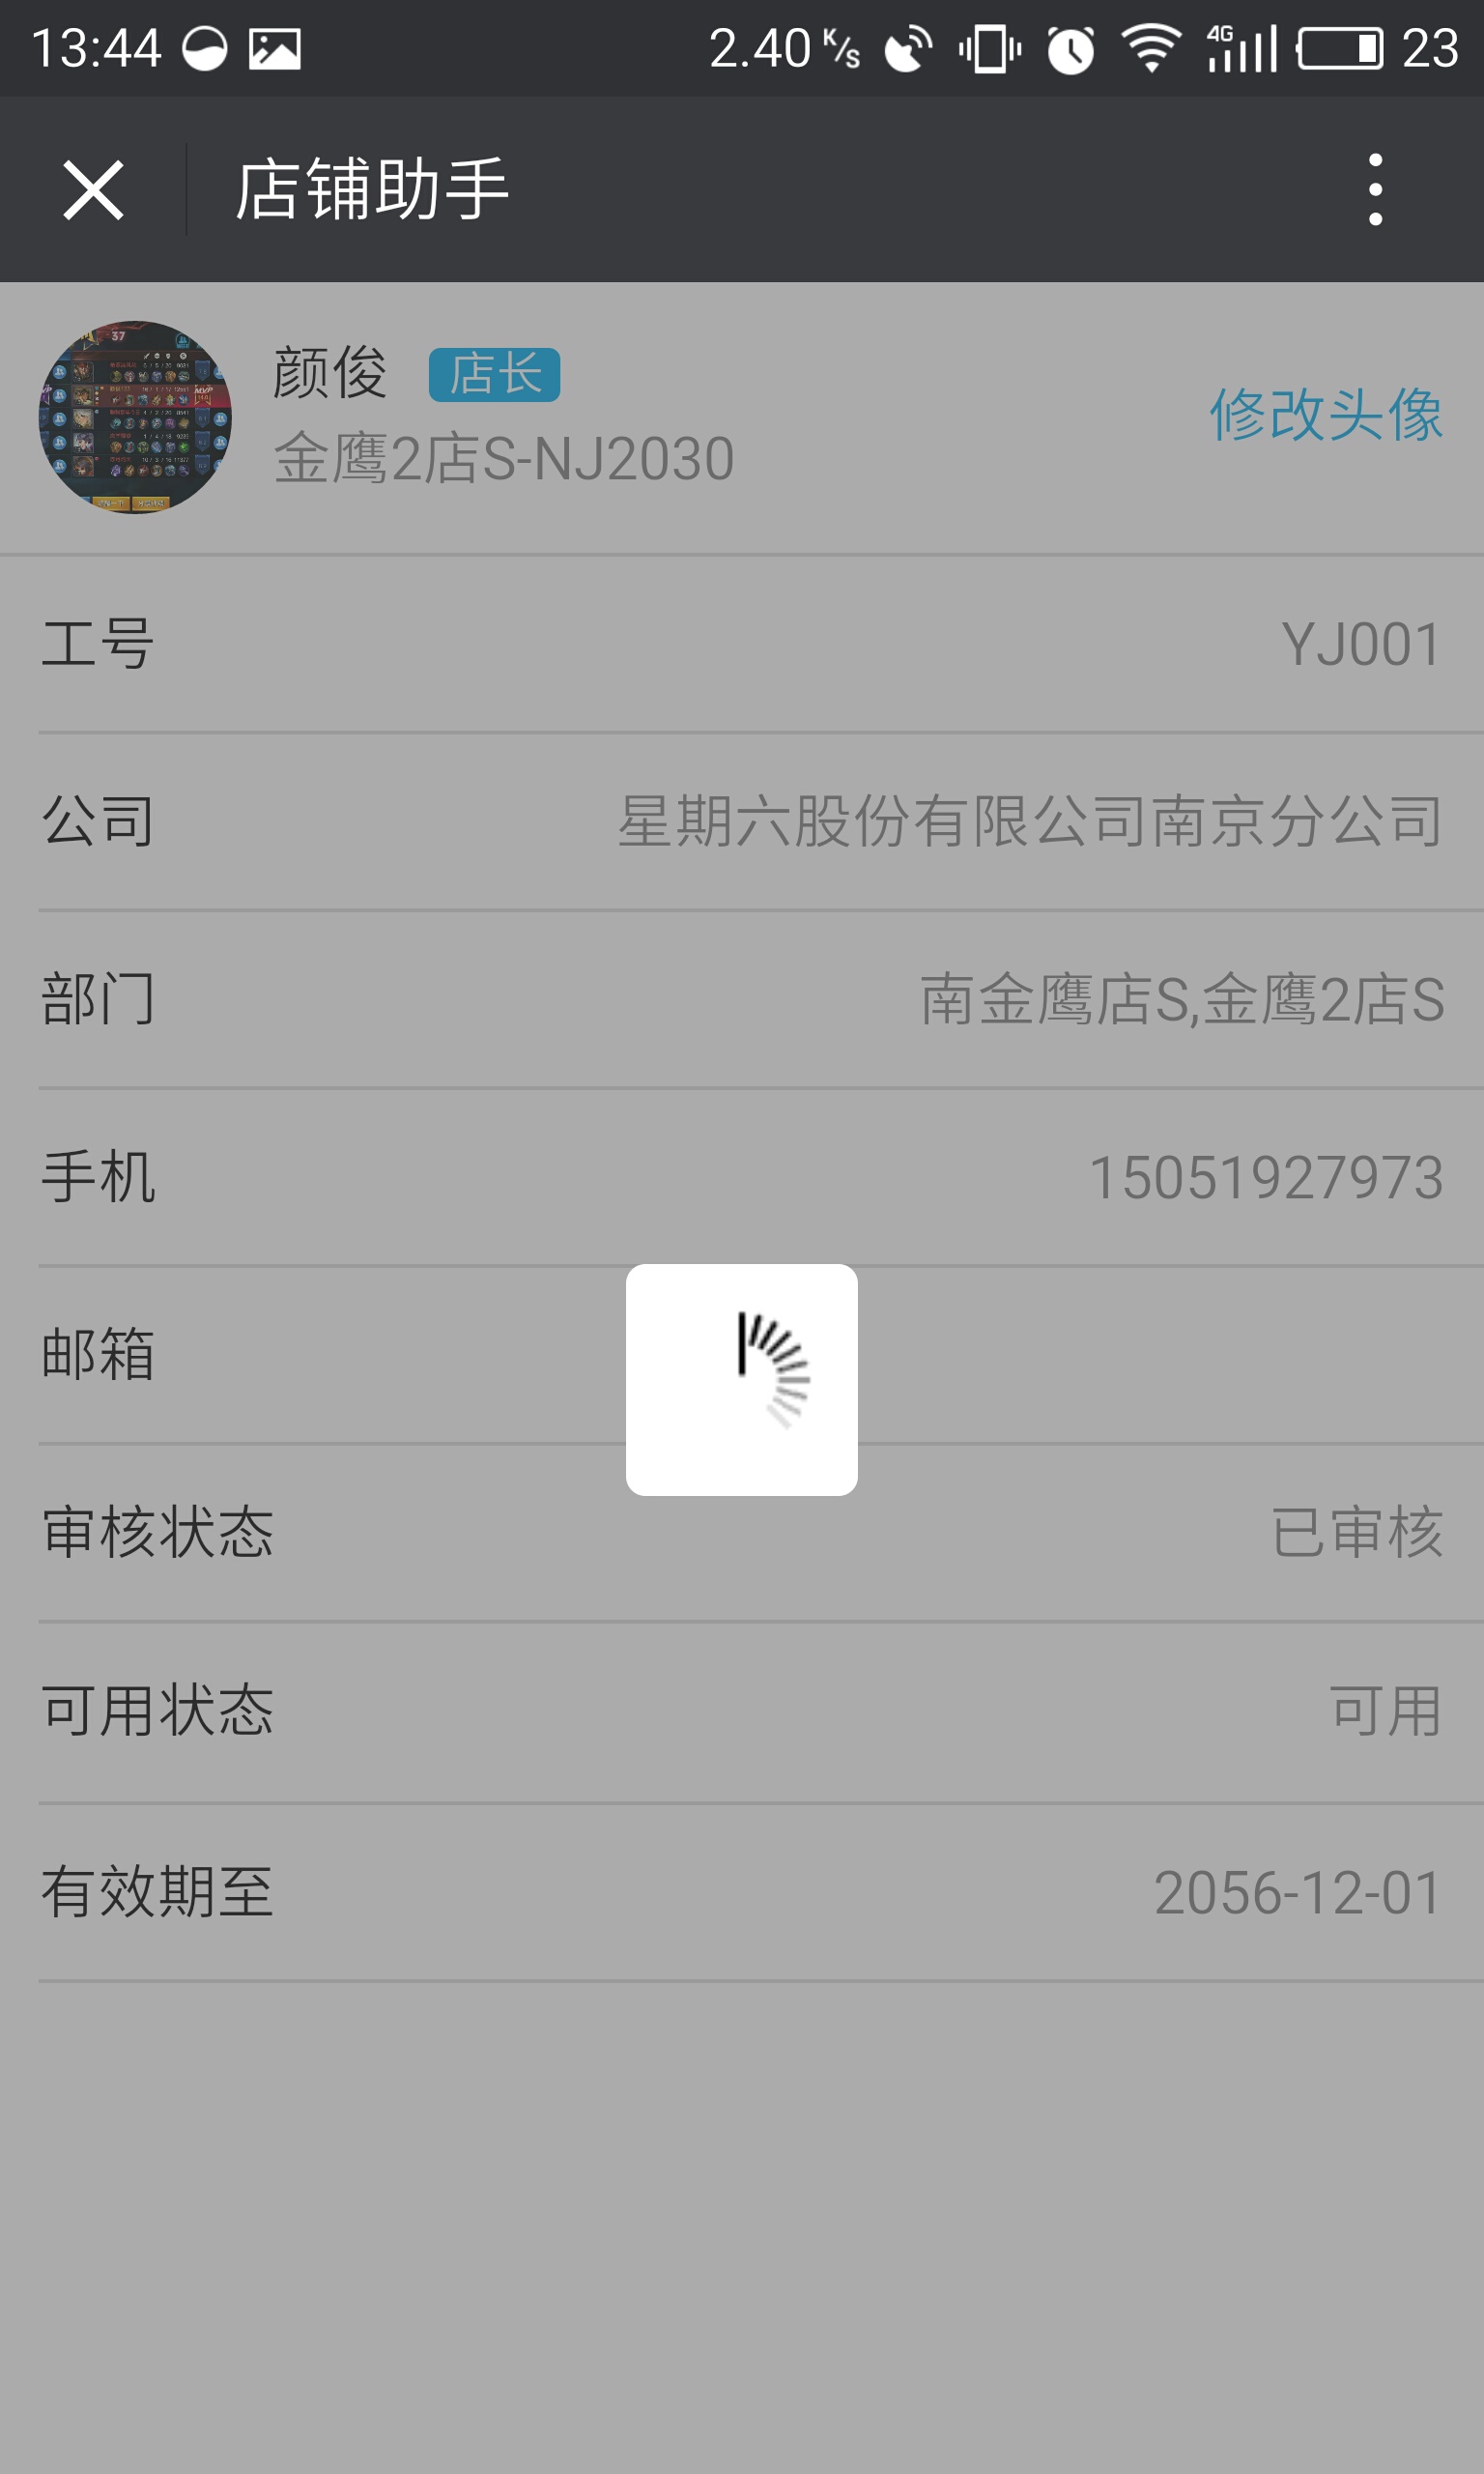 13:44 2.40 K/s 4G 23
店铺助手
37
颜俊 店长
金鹰2店S-NJ2030
修改头像
工号 YJ001
公司 星期六股份有限公司南京分公司
部门 南金鹰店S,金鹰2店S
手机 15051927973
邮箱
审核状态 已审核
可用状态 可用
有效期至 2056-12-01